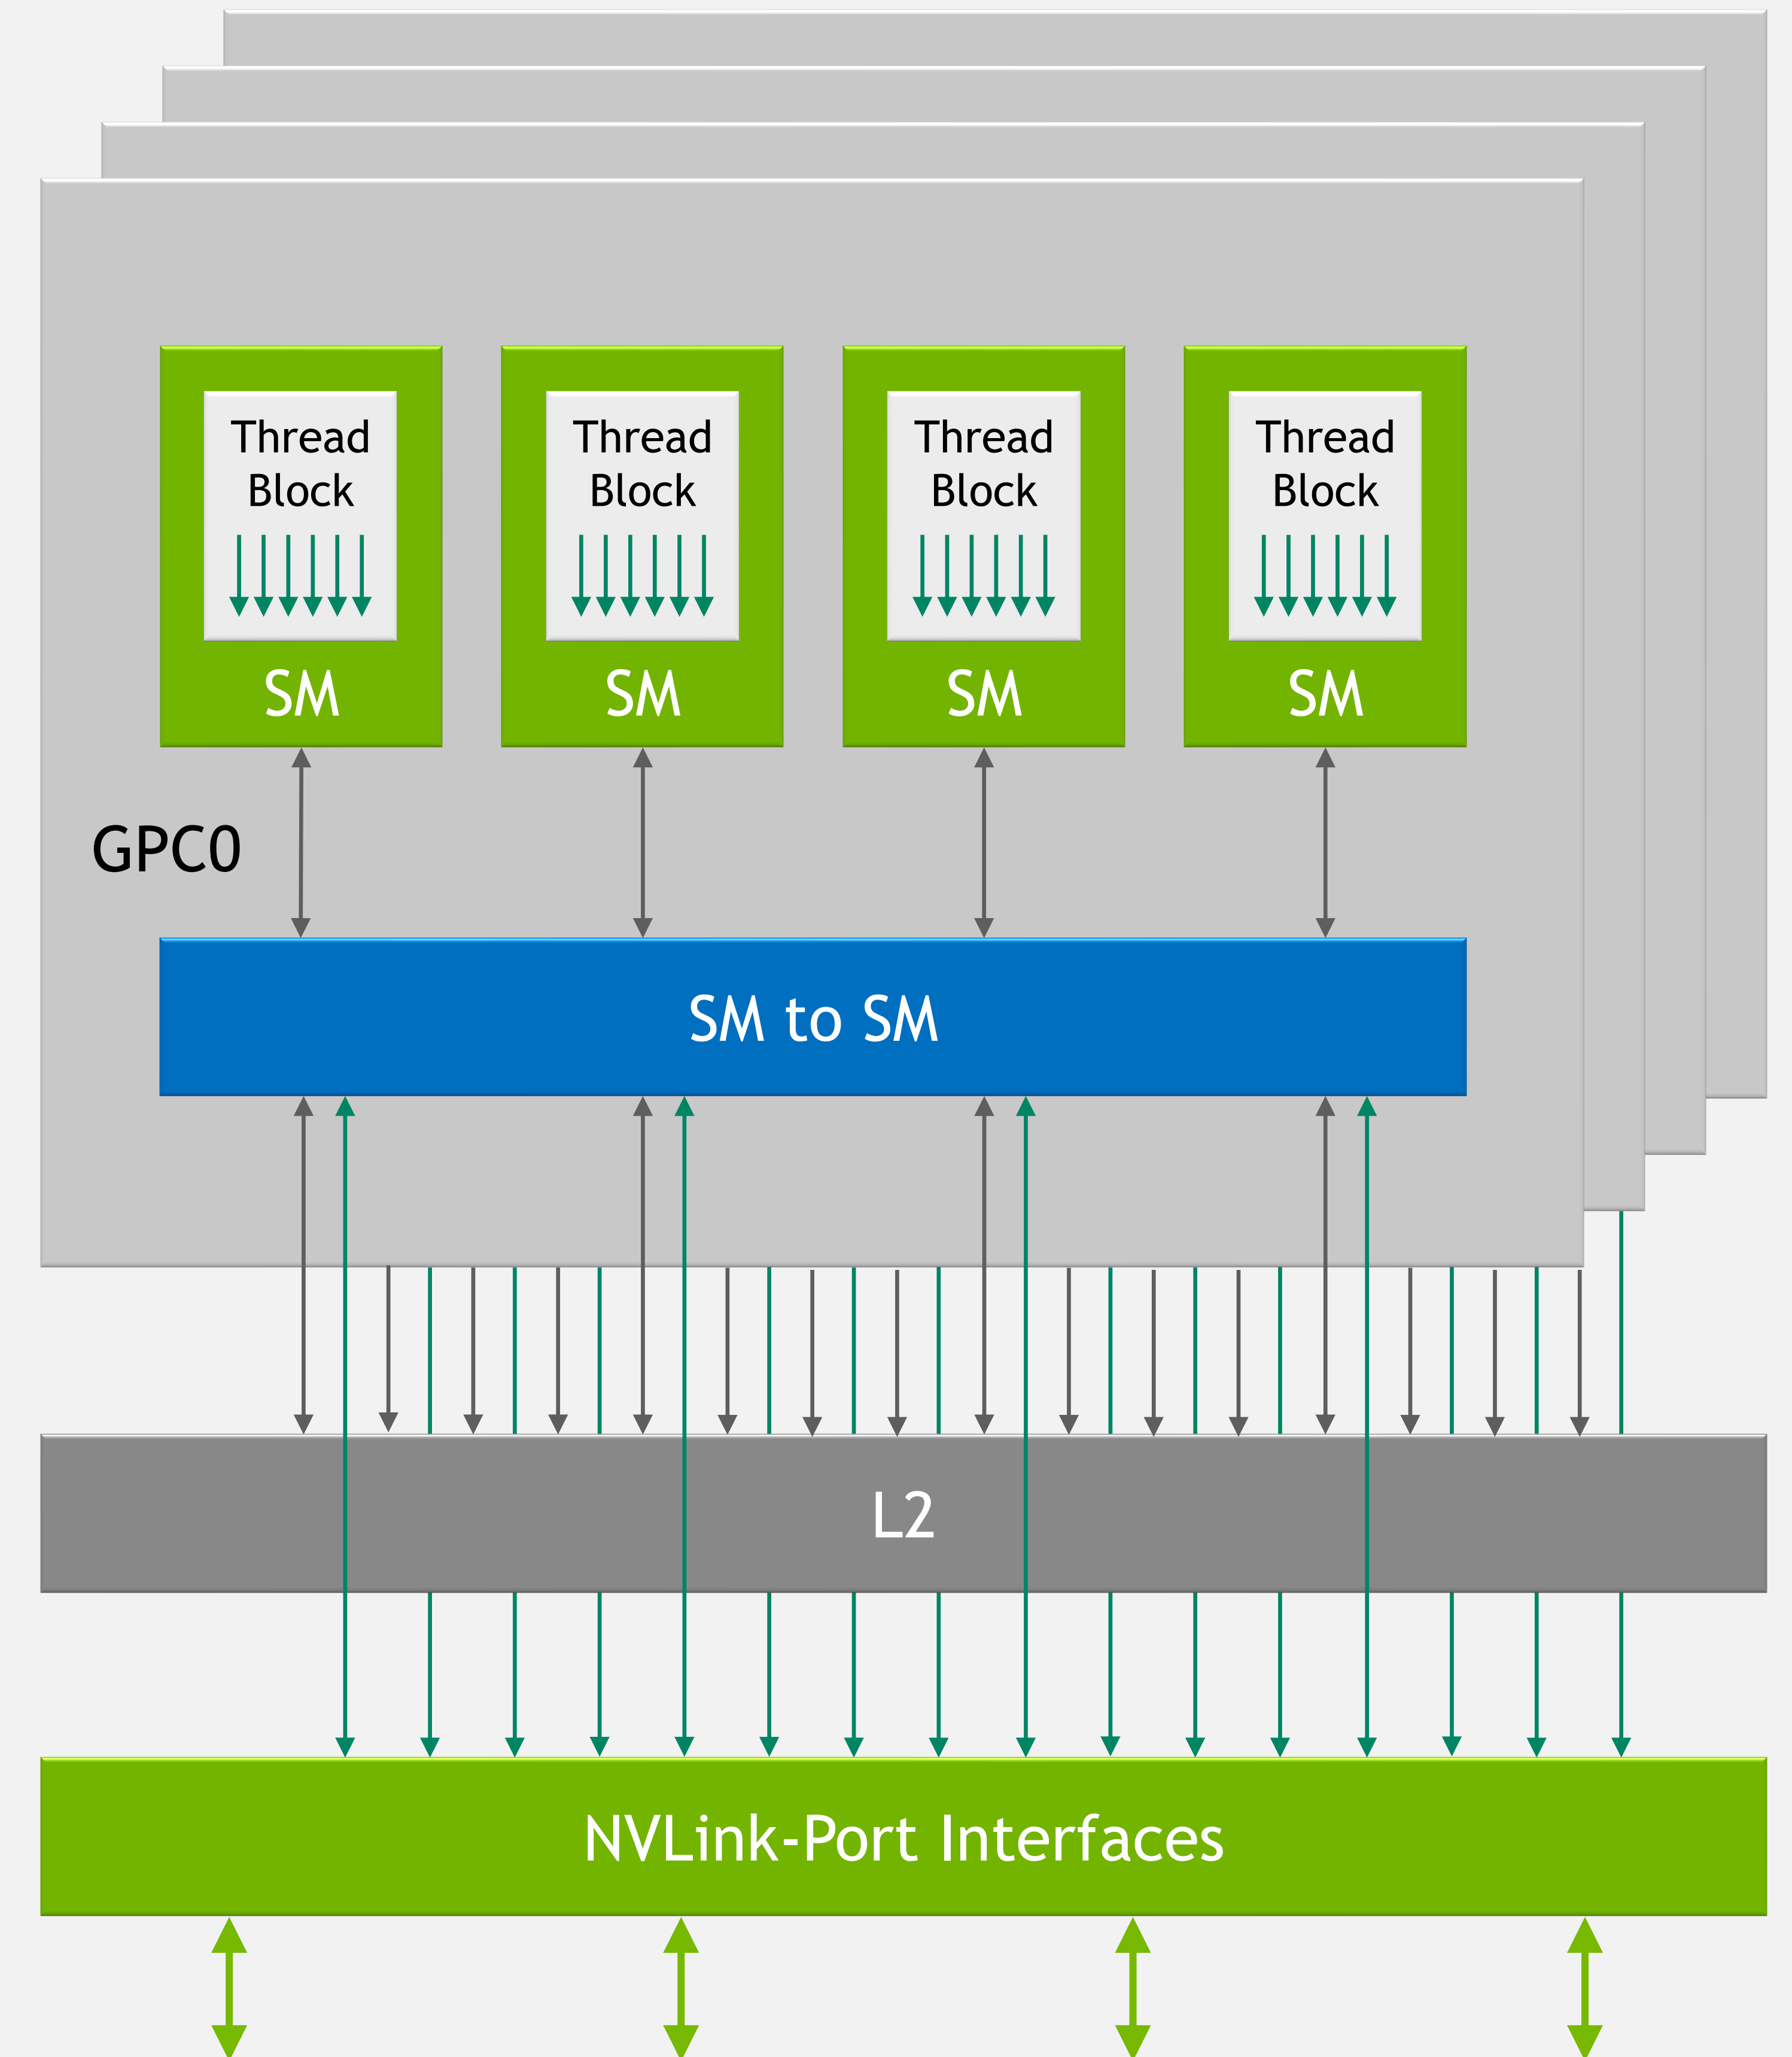 Thread
Block
SM
Thread
Block
SM
Thread
Block
SM
Thread
Block
SM
GPC0
SM to SM
L2
NVLink-Port Interfaces